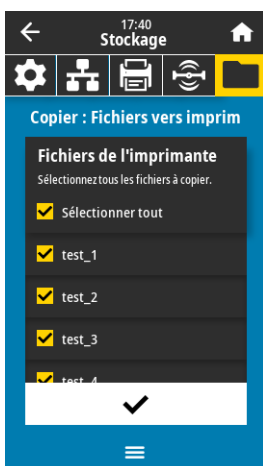 17:40
Stockage
Copier : Fichiers vers imprim
Fichiers de l'imprimante
Sélectionnez tous les fichiers à copier.
Sélectionner tout
test_1
test_2
test_3
test_4